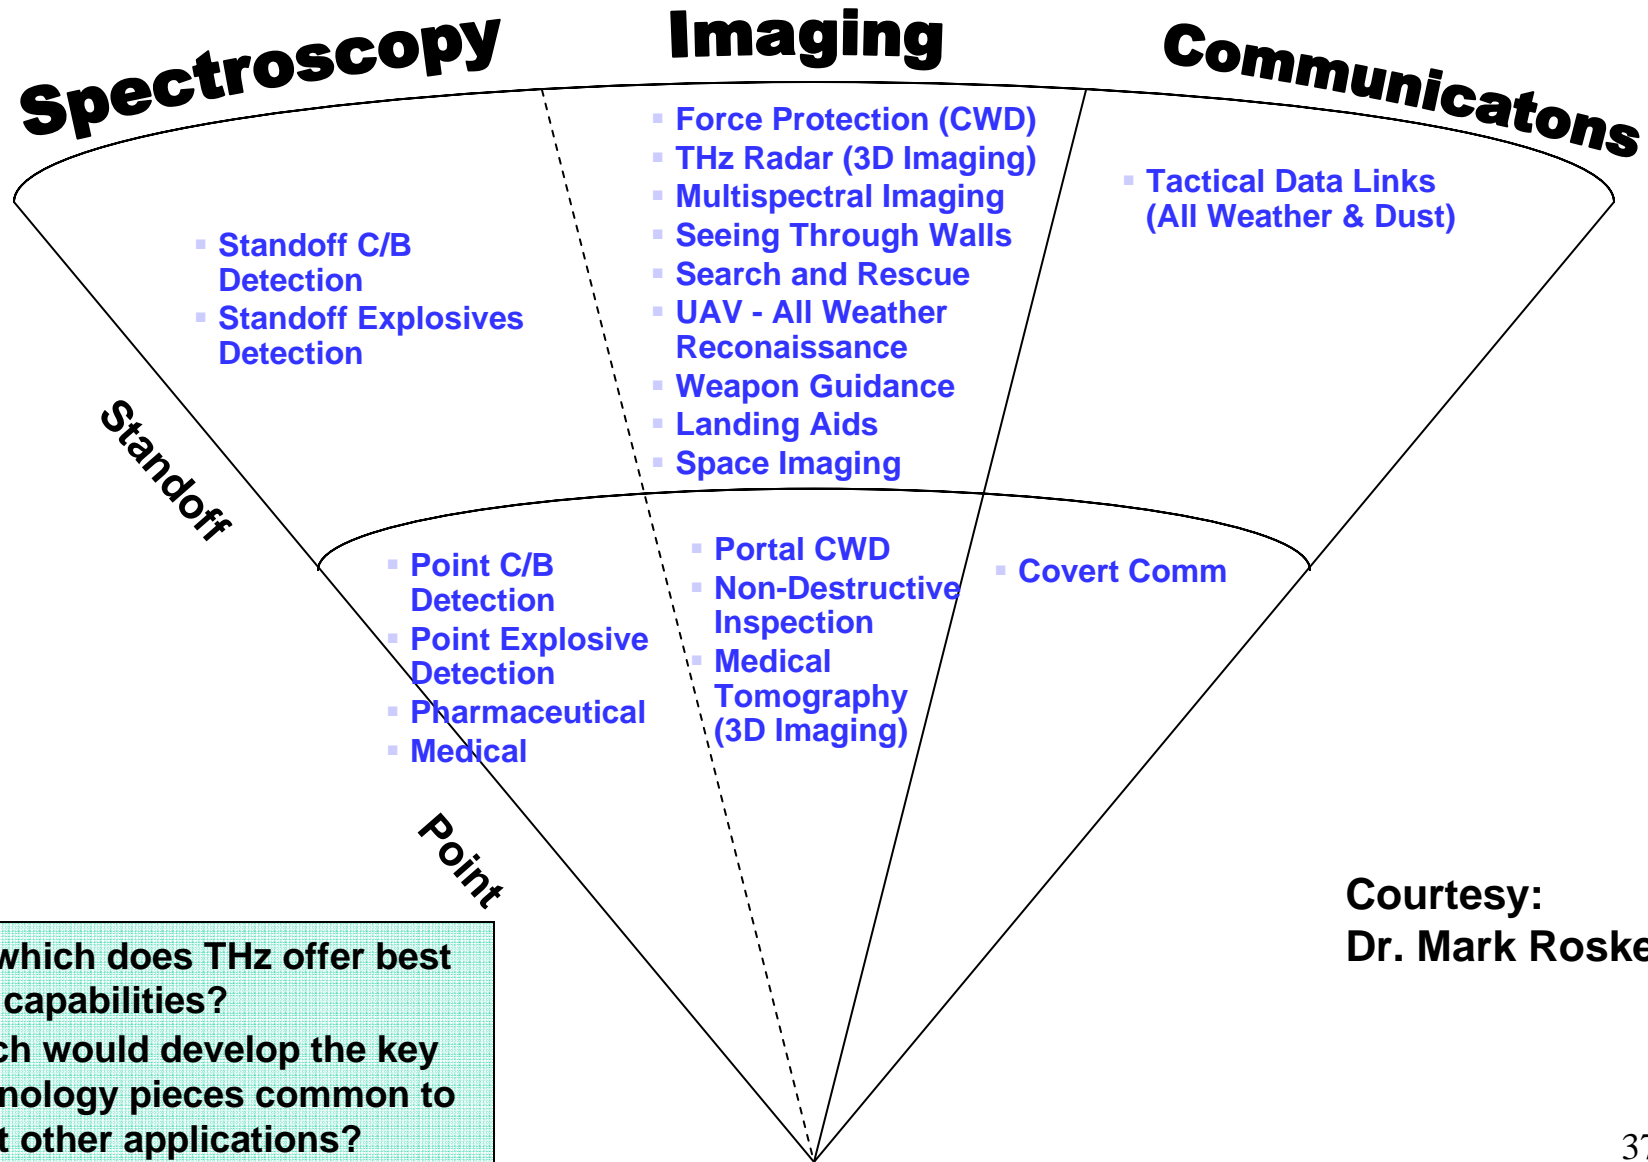 Spectroscopy
Imaging
Communicatons
Force Protection (CWD)
THz Radar (3D Imaging)
Multispectral Imaging
Seeing Through Walls
Search and Rescue
UAV - All Weather
Reconaissance
Weapon Guidance
Landing Aids
Space Imaging
Tactical Data Links
(All Weather & Dust)
Standoff C/B
Detection
Standoff Explosives
Detection
Standoff
Point C/B
Detection
Point Explosive
Detection
Pharmaceutical
Medical
Portal CWD
Non-Destructive
Inspection
Medical
Tomography
(3D Imaging)
Covert Comm
Point
which does THz offer best
capabilities?
would develop the key
pieces common to
other applications?
Courtesy:
Dr. Mark
37